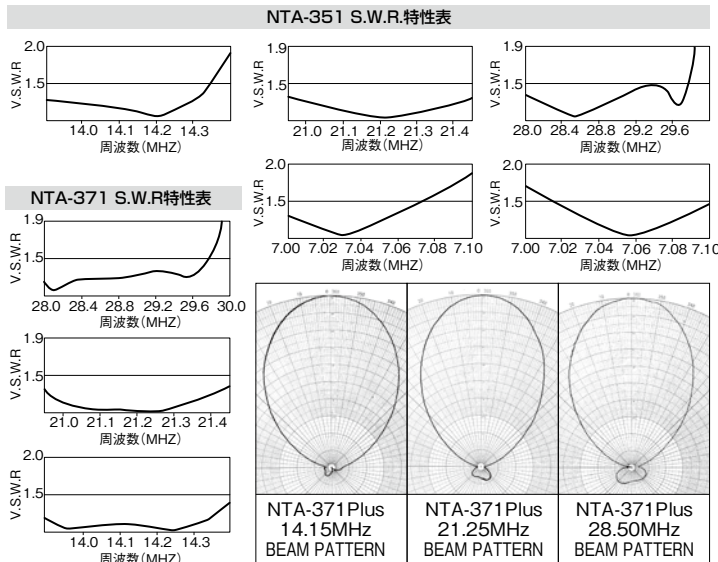 NTA-351 S.W.R.特性表
2.0
1.5
V.S.W.R
14.0 14.1 14.2 14.3
周波数(MHZ)
1.9
1.5
V.S.W.R
21.0 21.1 21.2 21.3 21.4
周波数(MHZ)
1.9
1.5
V.S.W.R
28.0 28.4 28.8 29.2 29.6
周波数(MHZ)
2.0
1.5
V.S.W.R
7.00 7.02 7.04 7.06 7.08 7.10
周波数(MHZ)
2.0
1.5
V.S.W.R
7.00 7.02 7.04 7.06 7.08 7.10
周波数(MHZ)
NTA-371 S.W.R特性表
1.9
1.5
V.S.W.R
28.0 28.4 28.8 29.2 29.6 30.0
周波数(MHZ)
1.9
1.5
V.S.W.R
21.0 21.1 21.2 21.3 21.4
周波数(MHZ)
2.0
1.5
V.S.W.R
14.0 14.1 14.2 14.3
周波数(MHZ)
NTA-371Plus
14.15MHz
BEAM PATTERN
NTA-371Plus
21.25MHz
BEAM PATTERN
NTA-371Plus
28.50MHz
BEAM PATTERN